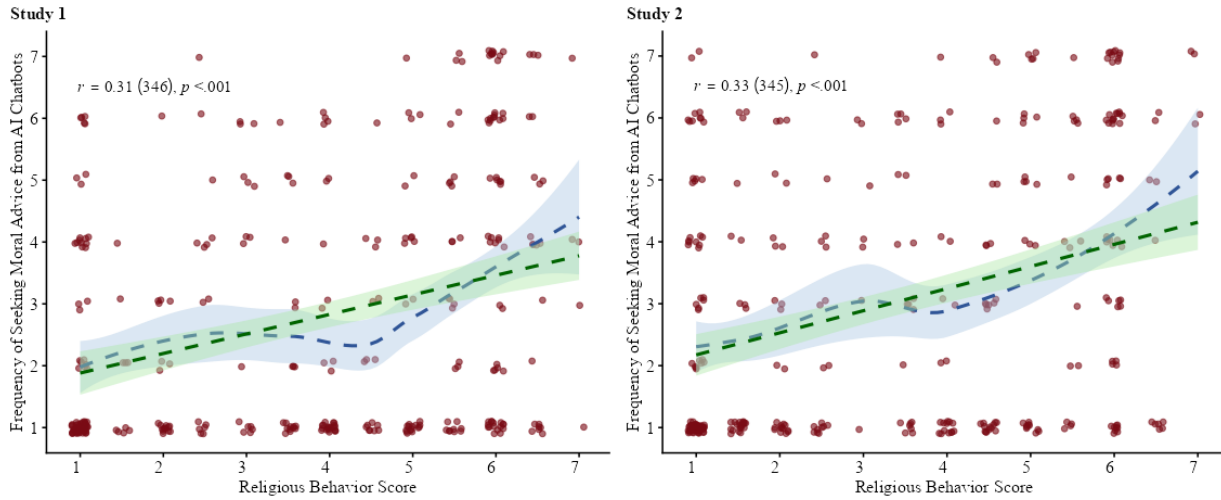 Study 1
Frequency of Seeking Moral Advice from AI Chatbots
7
6
5
4
3
2
1
r = 0.31 (346), p <.001
1 2 3 4 5 6 7
Religious Behavior Score
Study 2
Frequency of Seeking Moral Advice from AI Chatbots
7
6
5
4
3
2
1
r = 0.33 (345), p <.001
1 2 3 4 5 6 7
Religious Behavior Score